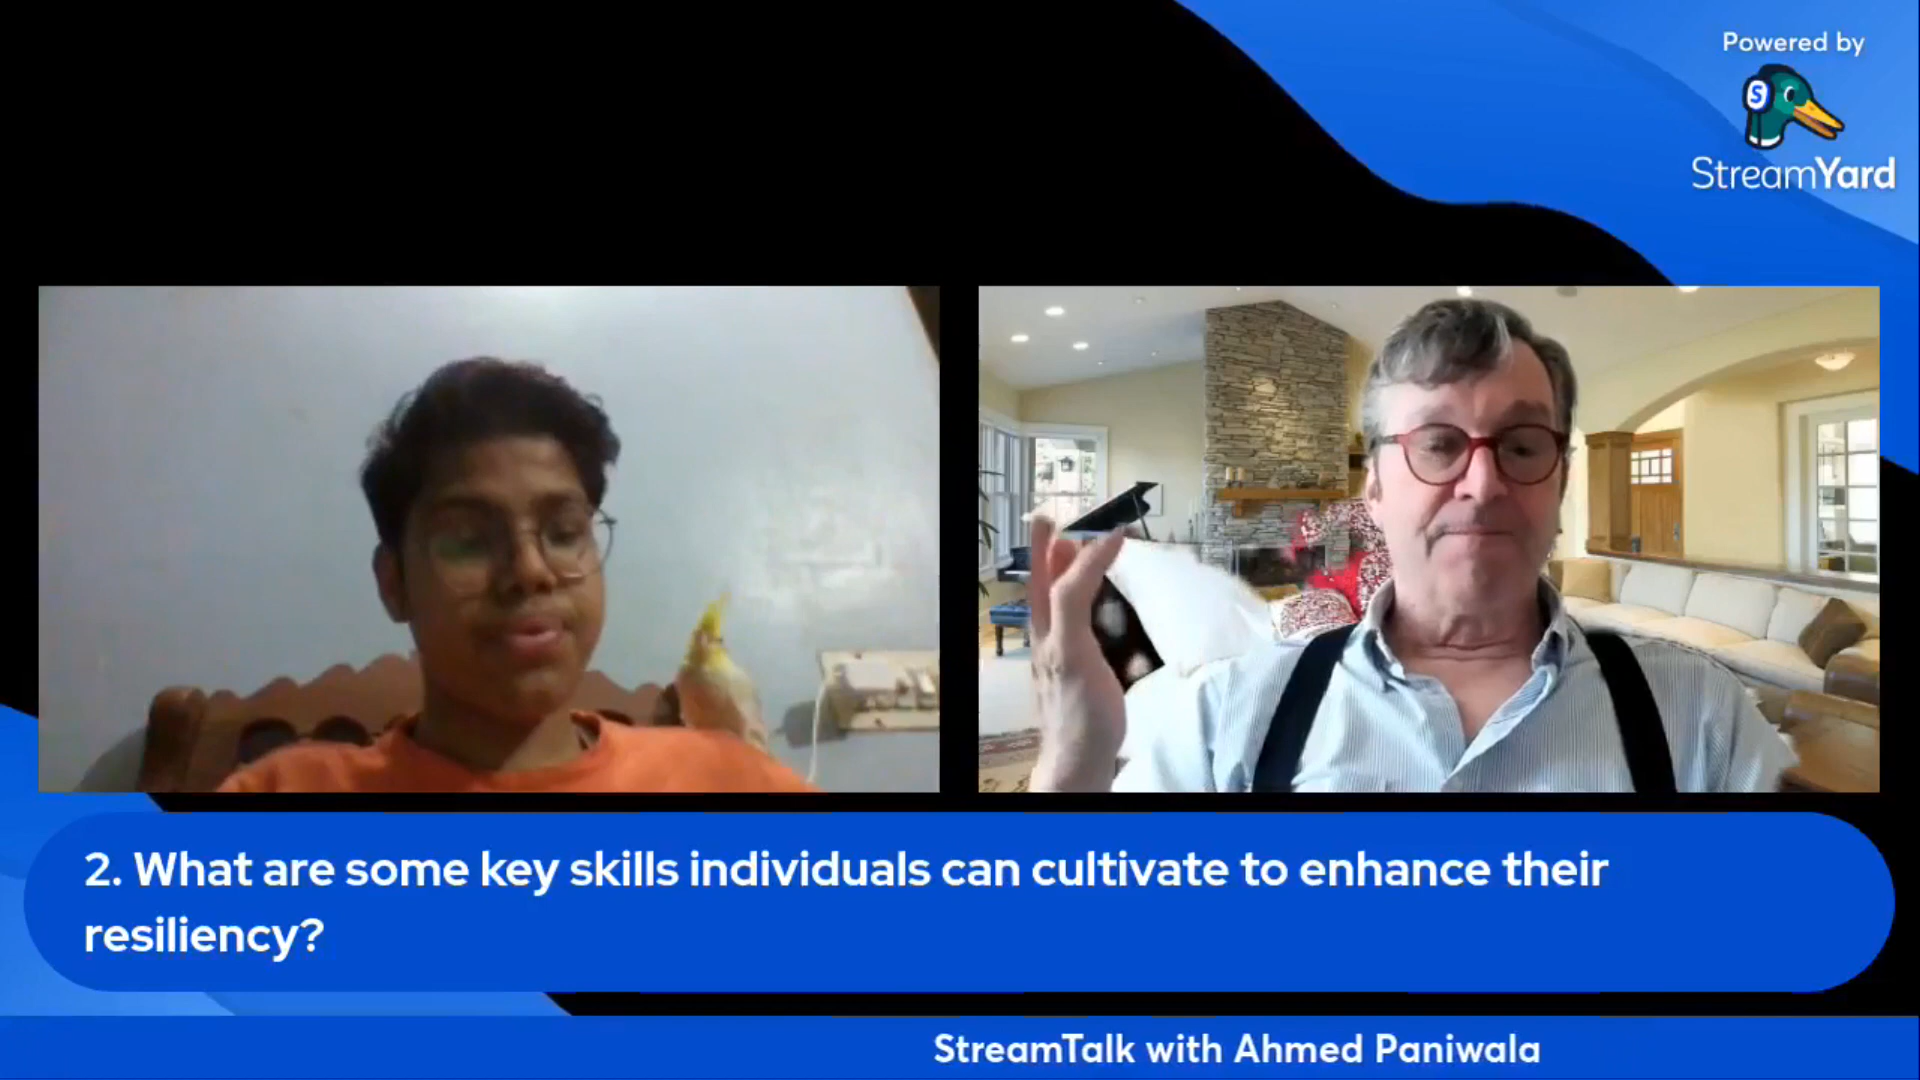 Powered by
S
StreamYard
2. What are some key skills individuals can cultivate to enhance their
resiliency?
StreamTalk with Ahmed Paniwala